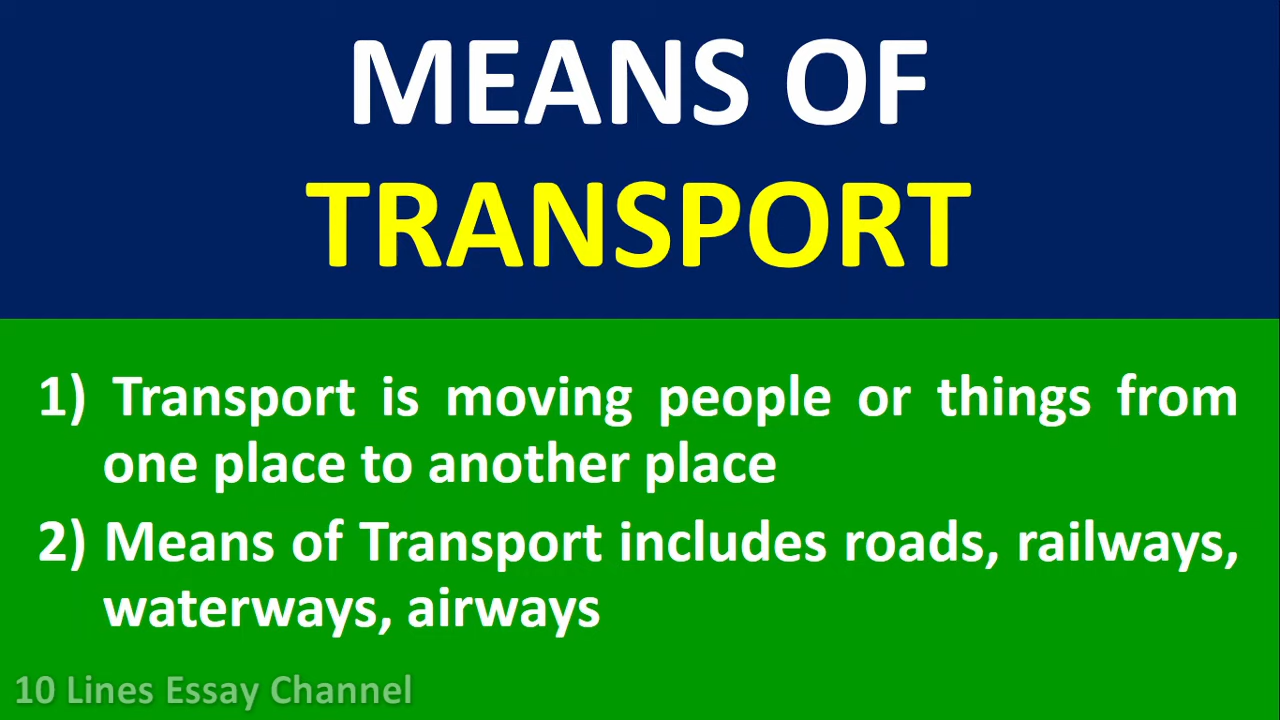 MEANS OF
TRANSPORT
1) Transport is moving people or things from
one place to another place
2) Means of Transport includes roads, railways,
waterways, airways
10 Lines Essay Channel